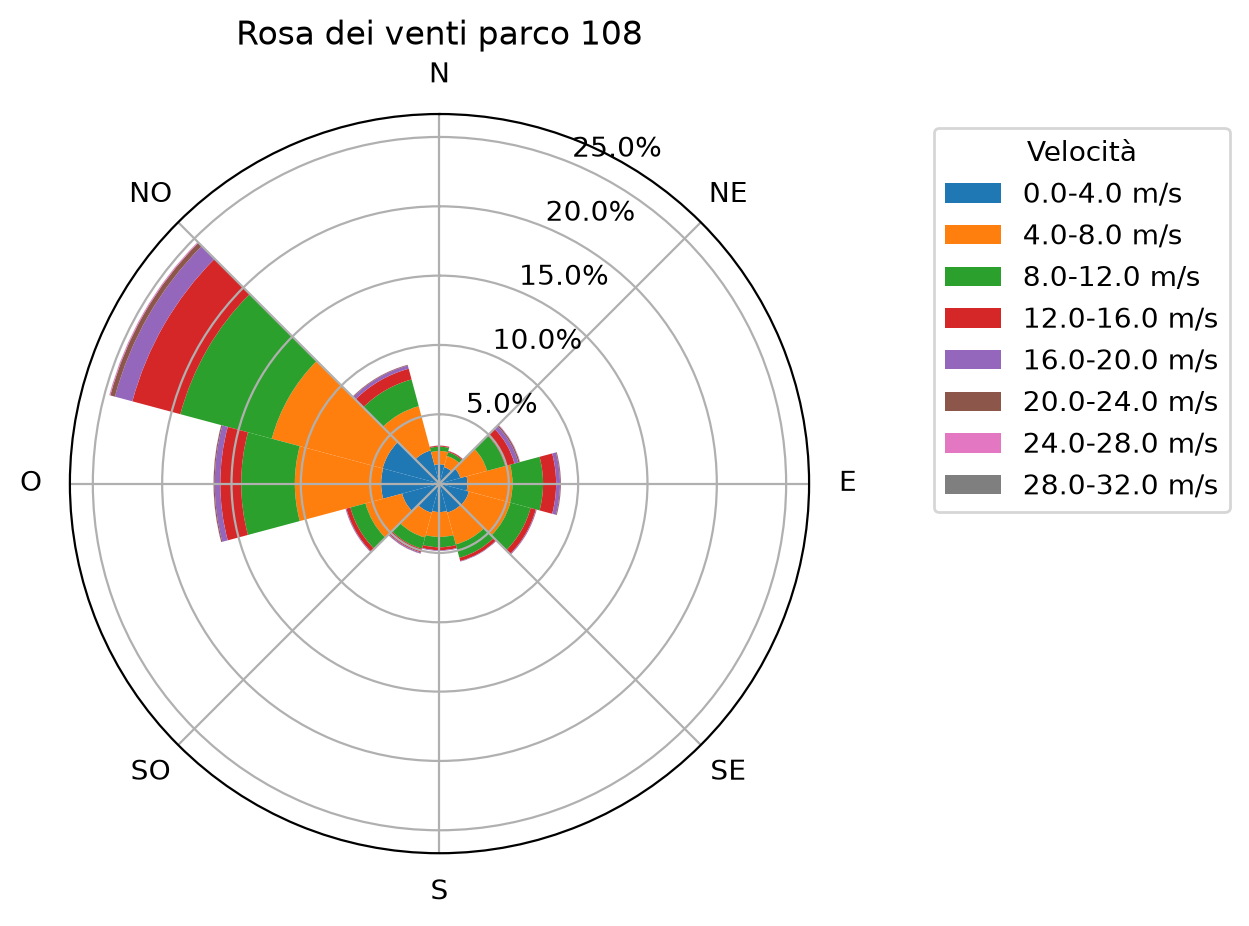 Rosa dei venti parco 108
N
NO
NE
O
E
SO
SE
S
25.0%
20.0%
15.0%
10.0%
5.0%
Velocità
0.0-4.0 m/s
4.0-8.0 m/s
8.0-12.0 m/s
12.0-16.0 m/s
16.0-20.0 m/s
20.0-24.0 m/s
24.0-28.0 m/s
28.0-32.0 m/s